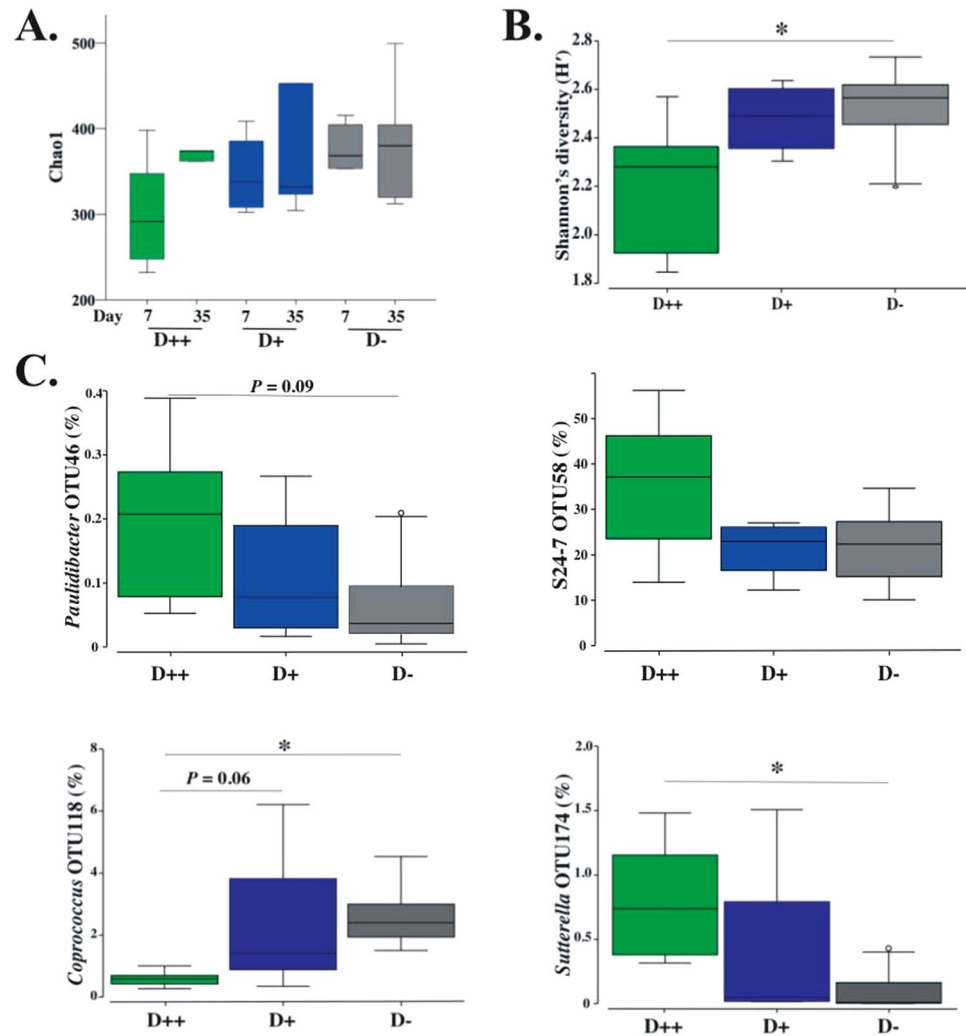 A.
500
400
300
200
Chao1
Day 7 35 7 35 7 35
D++ D+ D-
B.
*
2.8
2.6
2.4
2.2
2.0
1.8
Shannon's diversity (H')
D++ D+ D-
C.
P = 0.09
0.4
0.3
0.2
0.1
0
Paulidibacter OTU46 (%)
D++ D+ D-
50
40
30
20
10
0
S24-7 OTU58 (%)
D++ D+ D-
*
P = 0.06
8
6
4
2
0
Coprococcus OTU118 (%)
D++ D+ D-
*
2.0
1.5
1.0
0.5
0
Sutterella OTU174 (%)
D++ D+ D-